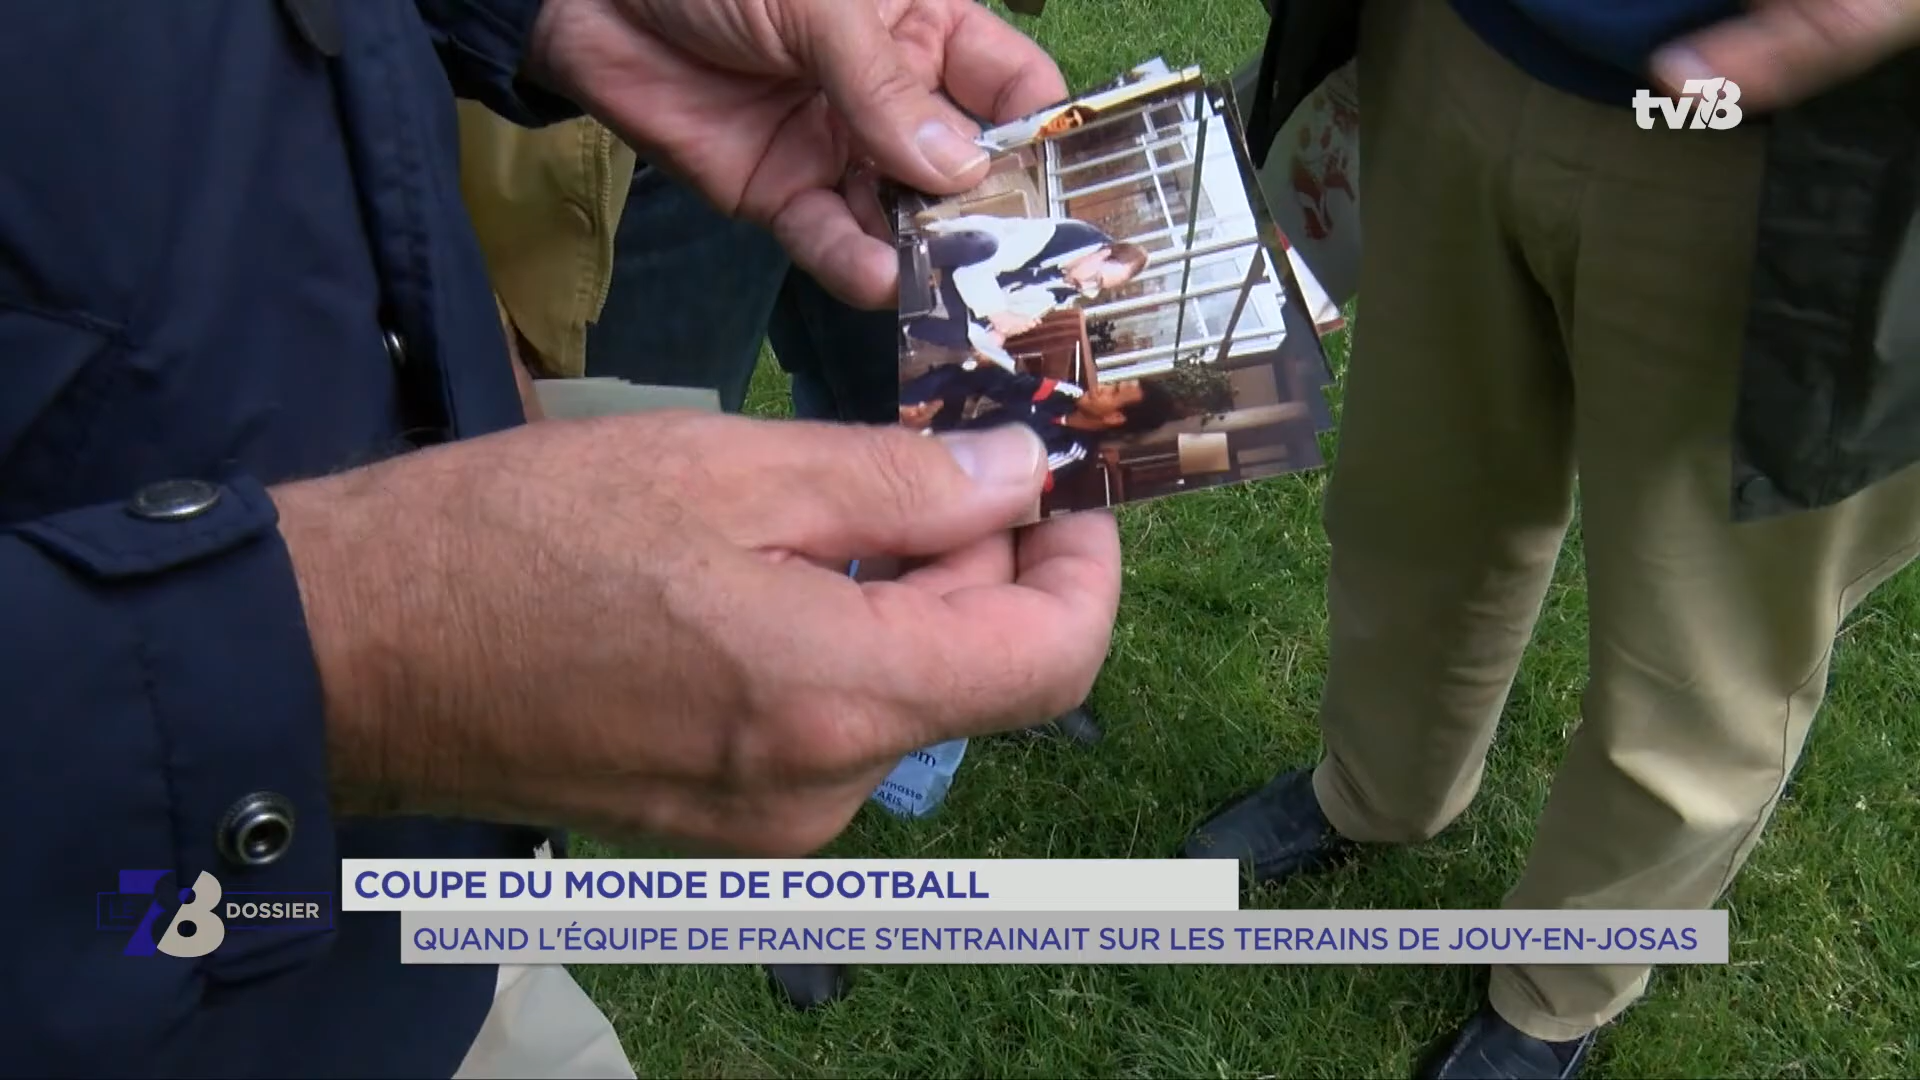 tv78
LE 78 DOSSIER
COUPE DU MONDE DE FOOTBALL
QUAND L'ÉQUIPE DE FRANCE S'ENTRAINAIT SUR LES TERRAINS DE JOUY-EN-JOSAS